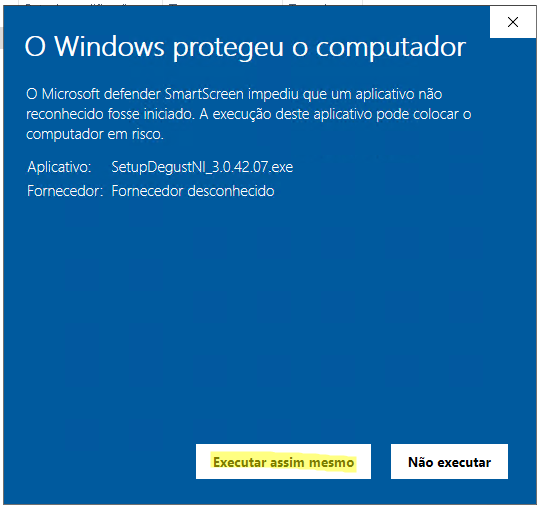 O Windows protegeu o computador
O Microsoft defender SmartScreen impediu que um aplicativo não
reconhecido fosse iniciado. A execução deste aplicativo pode colocar o
computador em risco.
Aplicativo: SetupDegustNI_3.0.42.07.exe
Fornecedor: Fornecedor desconhecido
Executar assim mesmo
Não executar